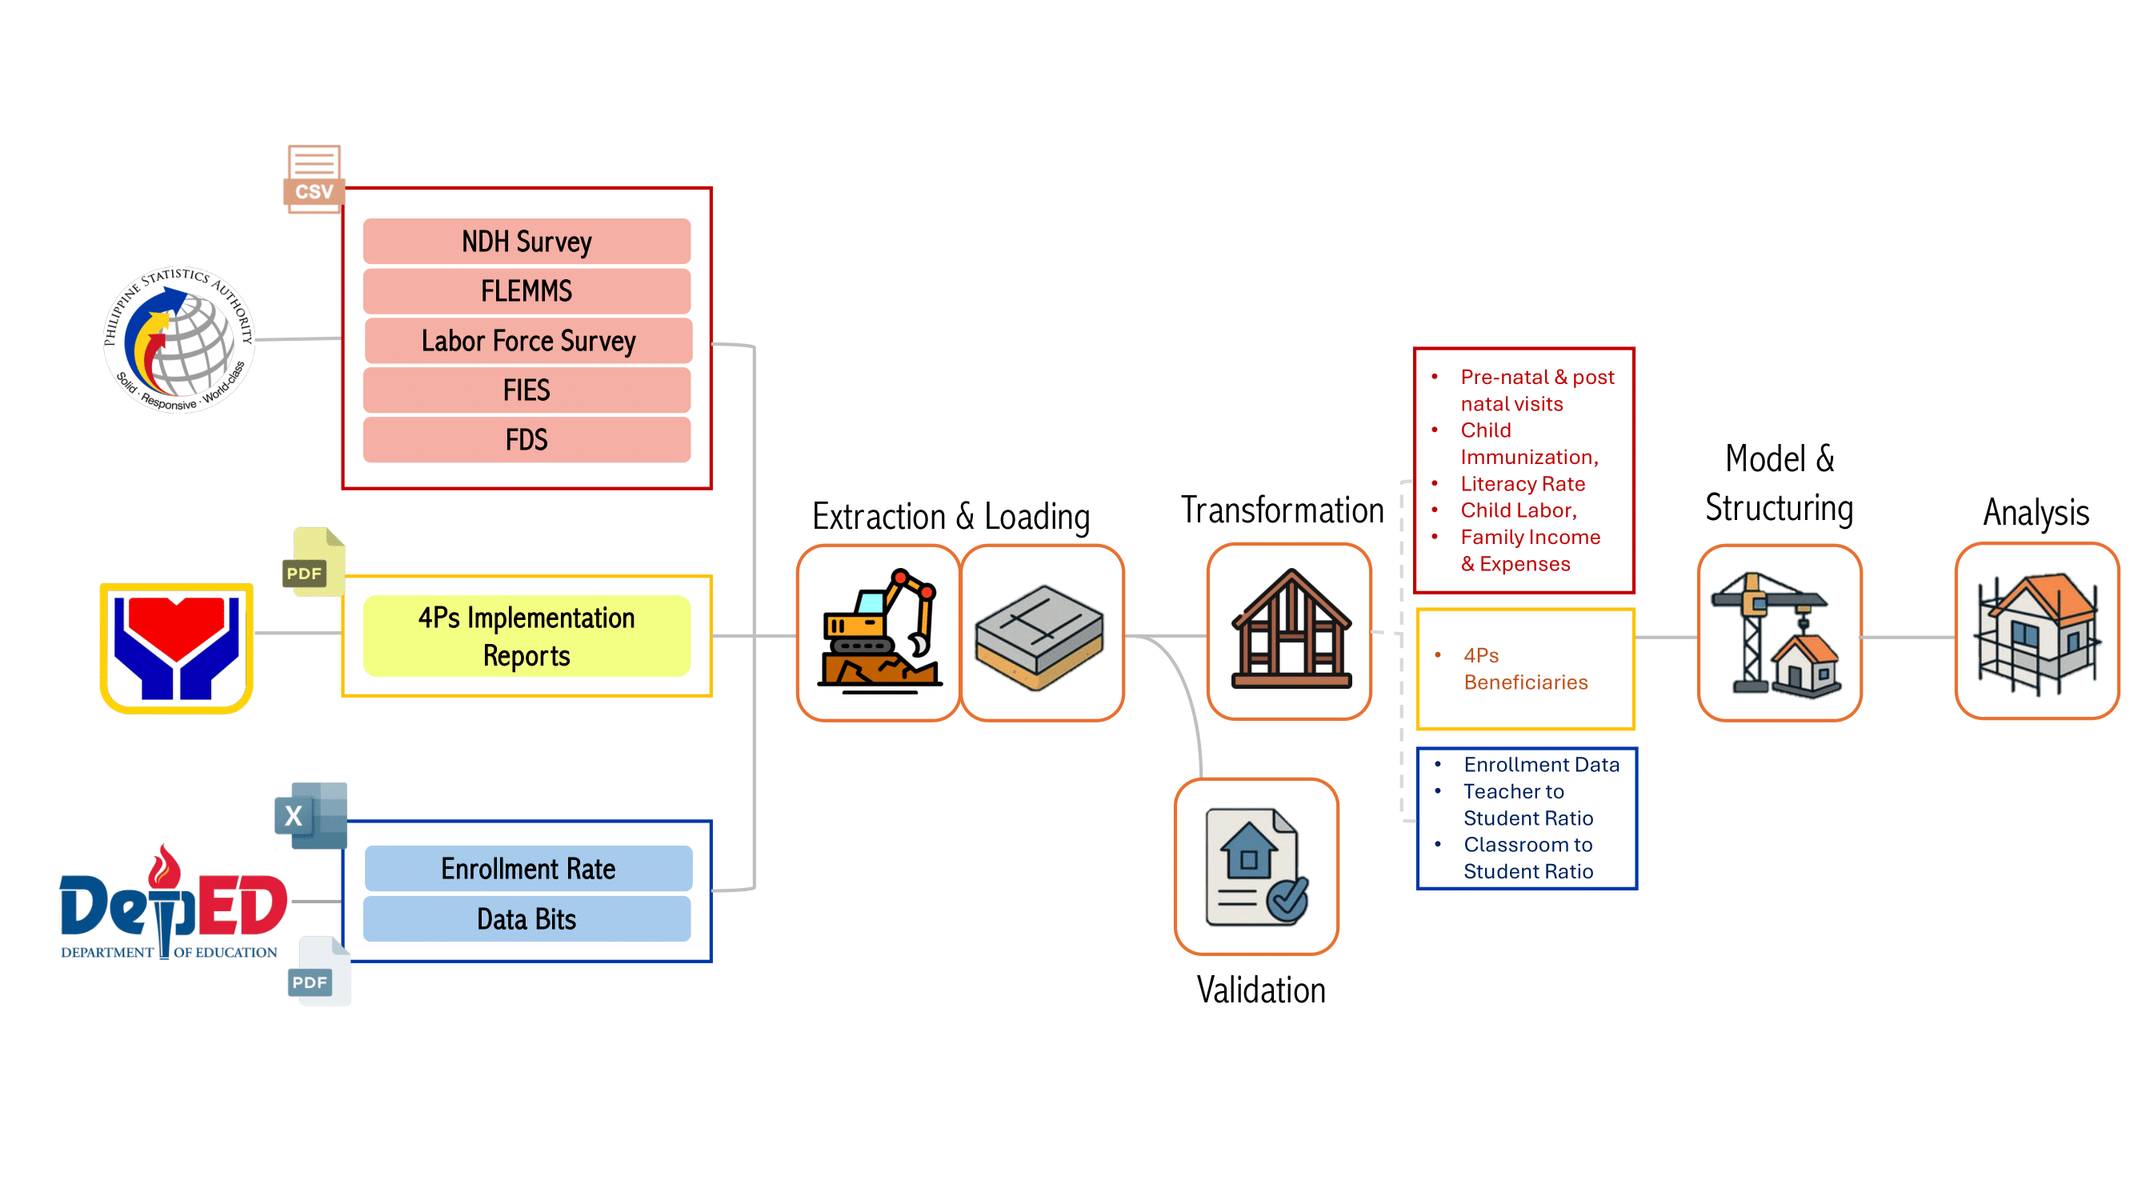 CSV
NDH Survey
FLEMMS
Labor Force Survey
FIES
FDS
PHILIPPINE STATISTICS AUTHORITY
Solid · Responsive · World-class
PDF
4Ps Implementation
Reports
X
Enrollment Rate
Data Bits
DepED
DEPARTMENT OF EDUCATION
PDF
Extraction & Loading
Transformation
Validation
• Pre-natal & post
natal visits
• Child
Immunization,
• Literacy Rate
• Child Labor,
• Family Income
& Expenses
• 4Ps
Beneficiaries
• Enrollment Data
• Teacher to
Student Ratio
• Classroom to
Student Ratio
Model &
Structuring
Analysis